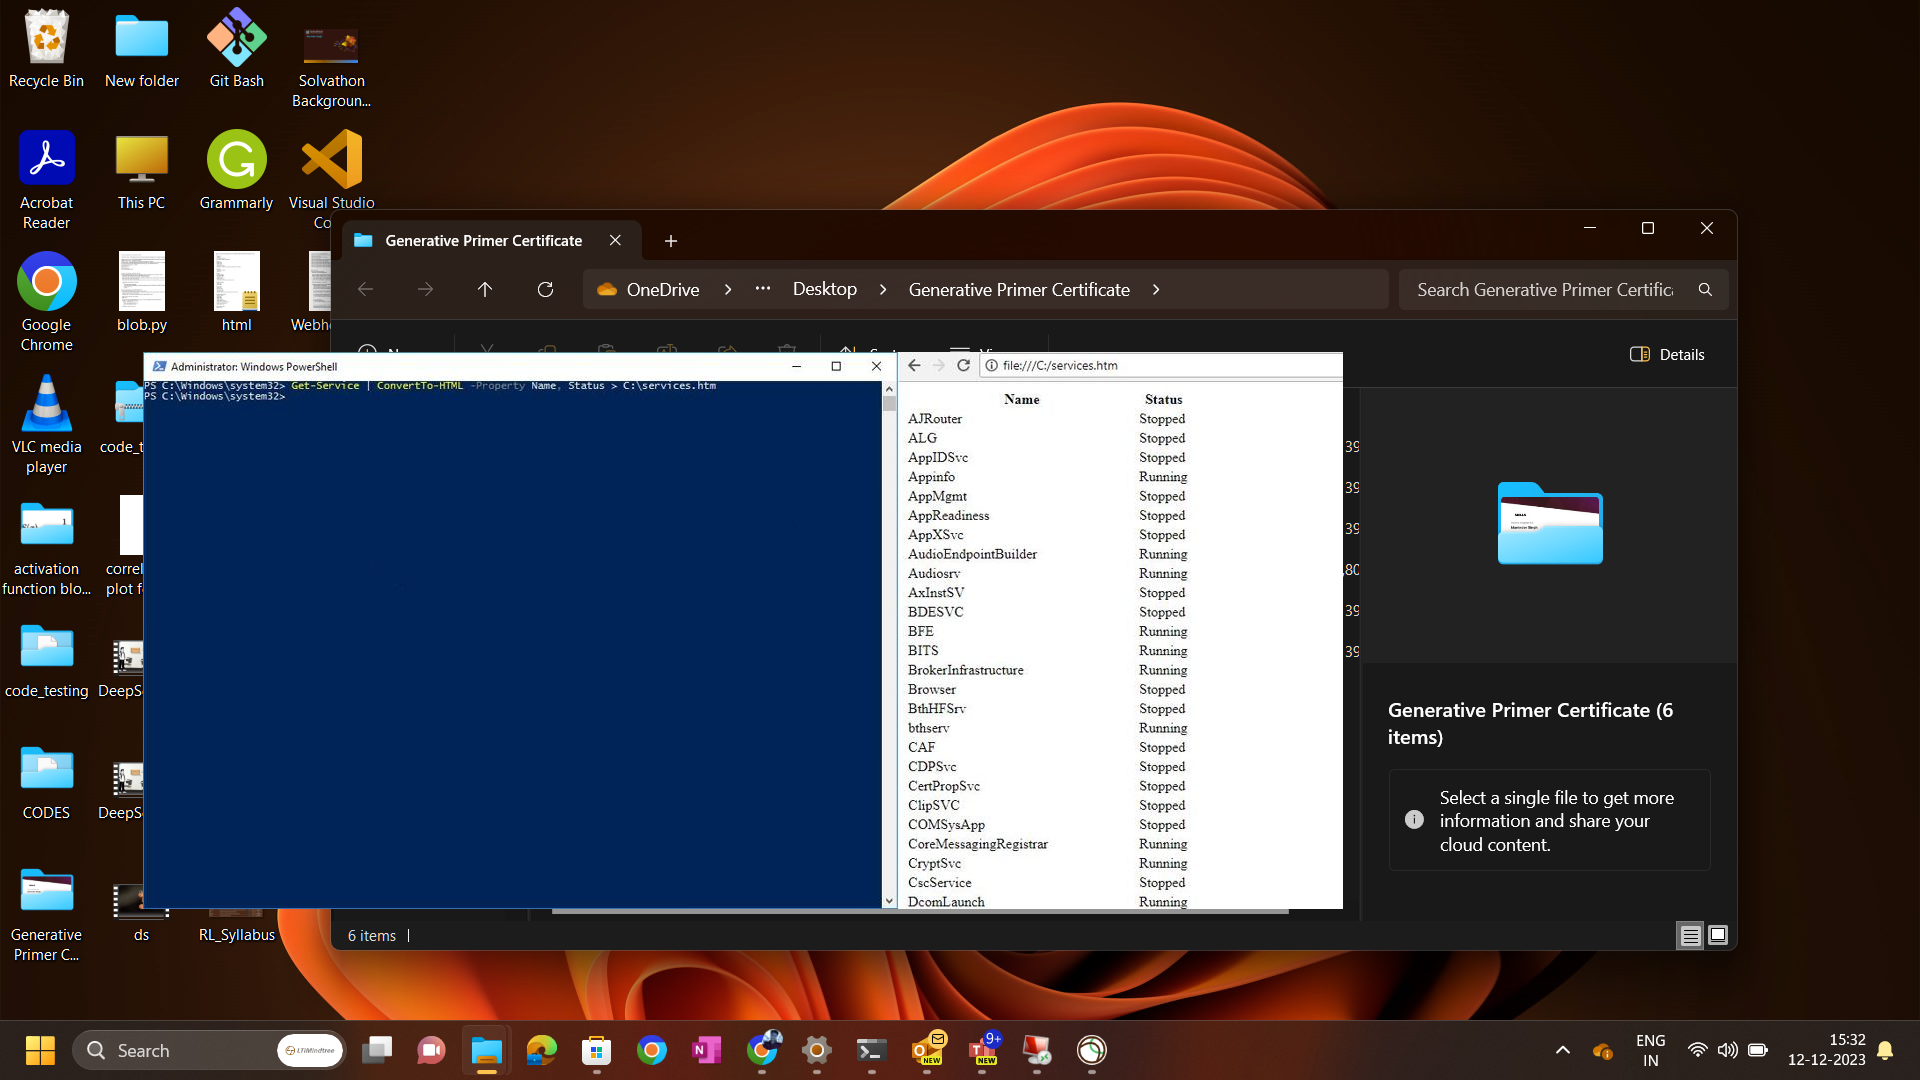 Recycle Bin
New folder
Git Bash
Solvathon
Backgroun...
Acrobat
Reader
This PC
Grammarly
Visual Studio
Co
Google
Chrome
blob.py
html
Webh
VLC media
player
code_t
activation
function blo...
correl
plot f
code_testing
DeepS
CODES
DeepS
Generative
Primer C...
ds
RL_Syllabus
Generative Primer Certificate
OneDrive
Desktop
Generative Primer Certificate
Search Generative Primer Certific
Details
Administrator: Windows PowerShell
PS C:\Windows\system32> Get-Service | ConvertTo-HTML -Property Name, Status > C:\services.htm
PS C:\Windows\system32>
file:///C:/services.htm
Name Status
AJRouter Stopped
ALG Stopped
AppIDSvc Stopped
Appinfo Running
AppMgmt Stopped
AppReadiness Stopped
AppXSvc Stopped
AudioEndpointBuilder Running
Audiosrv Running
AxInstSV Stopped
BDESVC Stopped
BFE Running
BITS Running
BrokerInfrastructure Running
Browser Stopped
BthHFSrv Stopped
bthserv Running
CAF Stopped
CDPSvc Stopped
CertPropSvc Stopped
ClipSVC Stopped
COMSysApp Stopped
CoreMessagingRegistrar Running
CryptSvc Running
CscService Stopped
DcomLaunch Running
39
39
39
,80
39
39
Generative Primer Certificate (6
items)
Select a single file to get more
information and share your
cloud content.
6 items
Search
LTIMindtree
NEW
9+
NEW
ENG
IN
15:32
12-12-2023